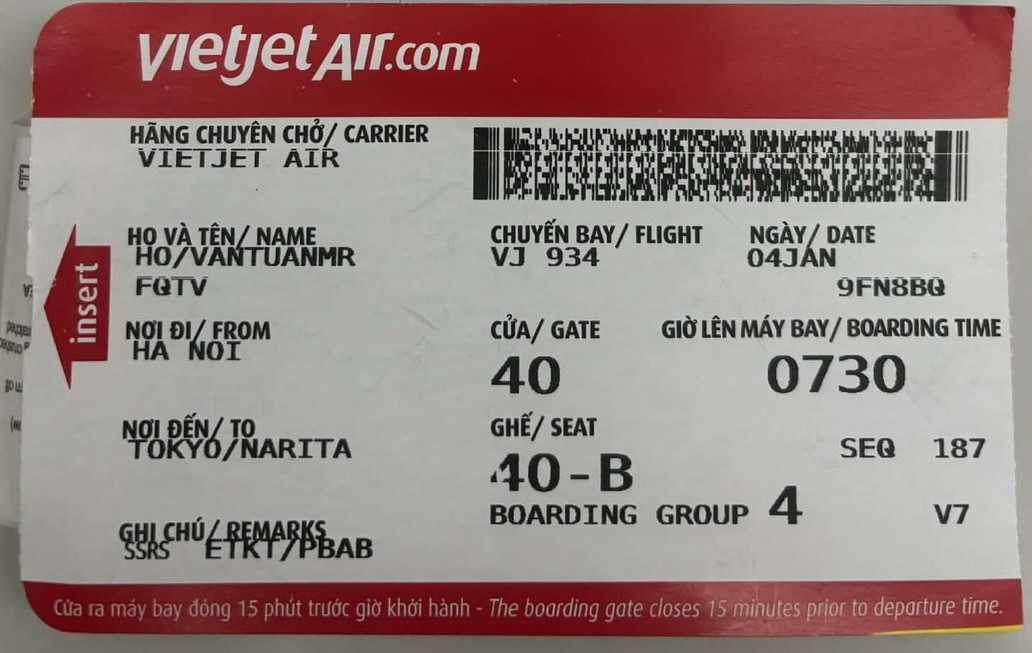 vietjetAir.com
HÃNG CHUYÊN CHỞ/ CARRIER
VIETJET AIR
HỌ VÀ TÊN/ NAME
HO/VANTUANMR
FQTV
CHUYẾN BAY/ FLIGHT
VJ 934
NGÀY/ DATE
04JAN
9FN8BQ
insert
NƠI ĐI/ FROM
HA NOI
CỬA/ GATE
40
GIỜ LÊN MÁY BAY/ BOARDING TIME
0730
NƠI ĐẾN/ TO
TOKYO/NARITA
GHẾ/ SEAT
40-B
SEQ 187
BOARDING GROUP 4
V7
GHI CHÚ/ REMARKS
SSRS ETKT/PBAB
Cửa ra máy bay đóng 15 phút trước giờ khởi hành - The boarding gate closes 15 minutes prior to departure time.